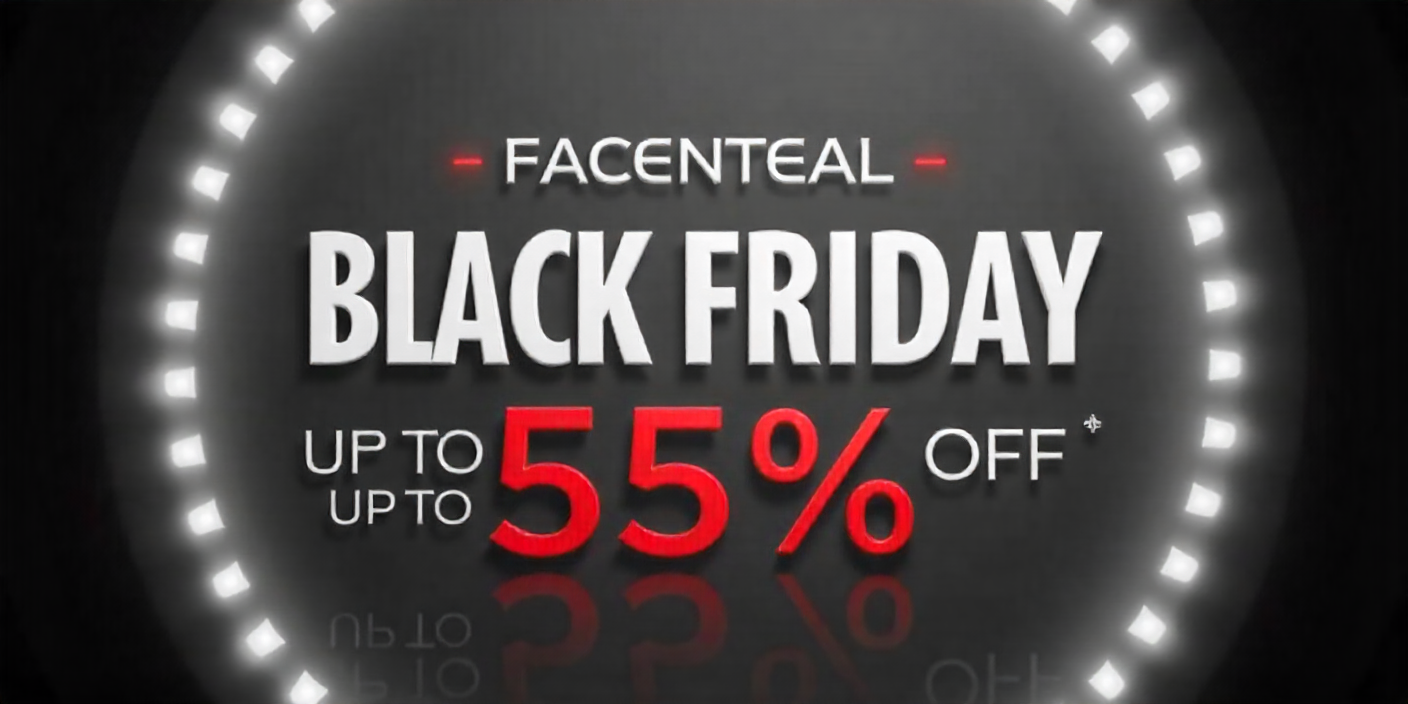 - FACENTEAL -
BLACK FRIDAY
UP TO 55% OFF*
UP TO